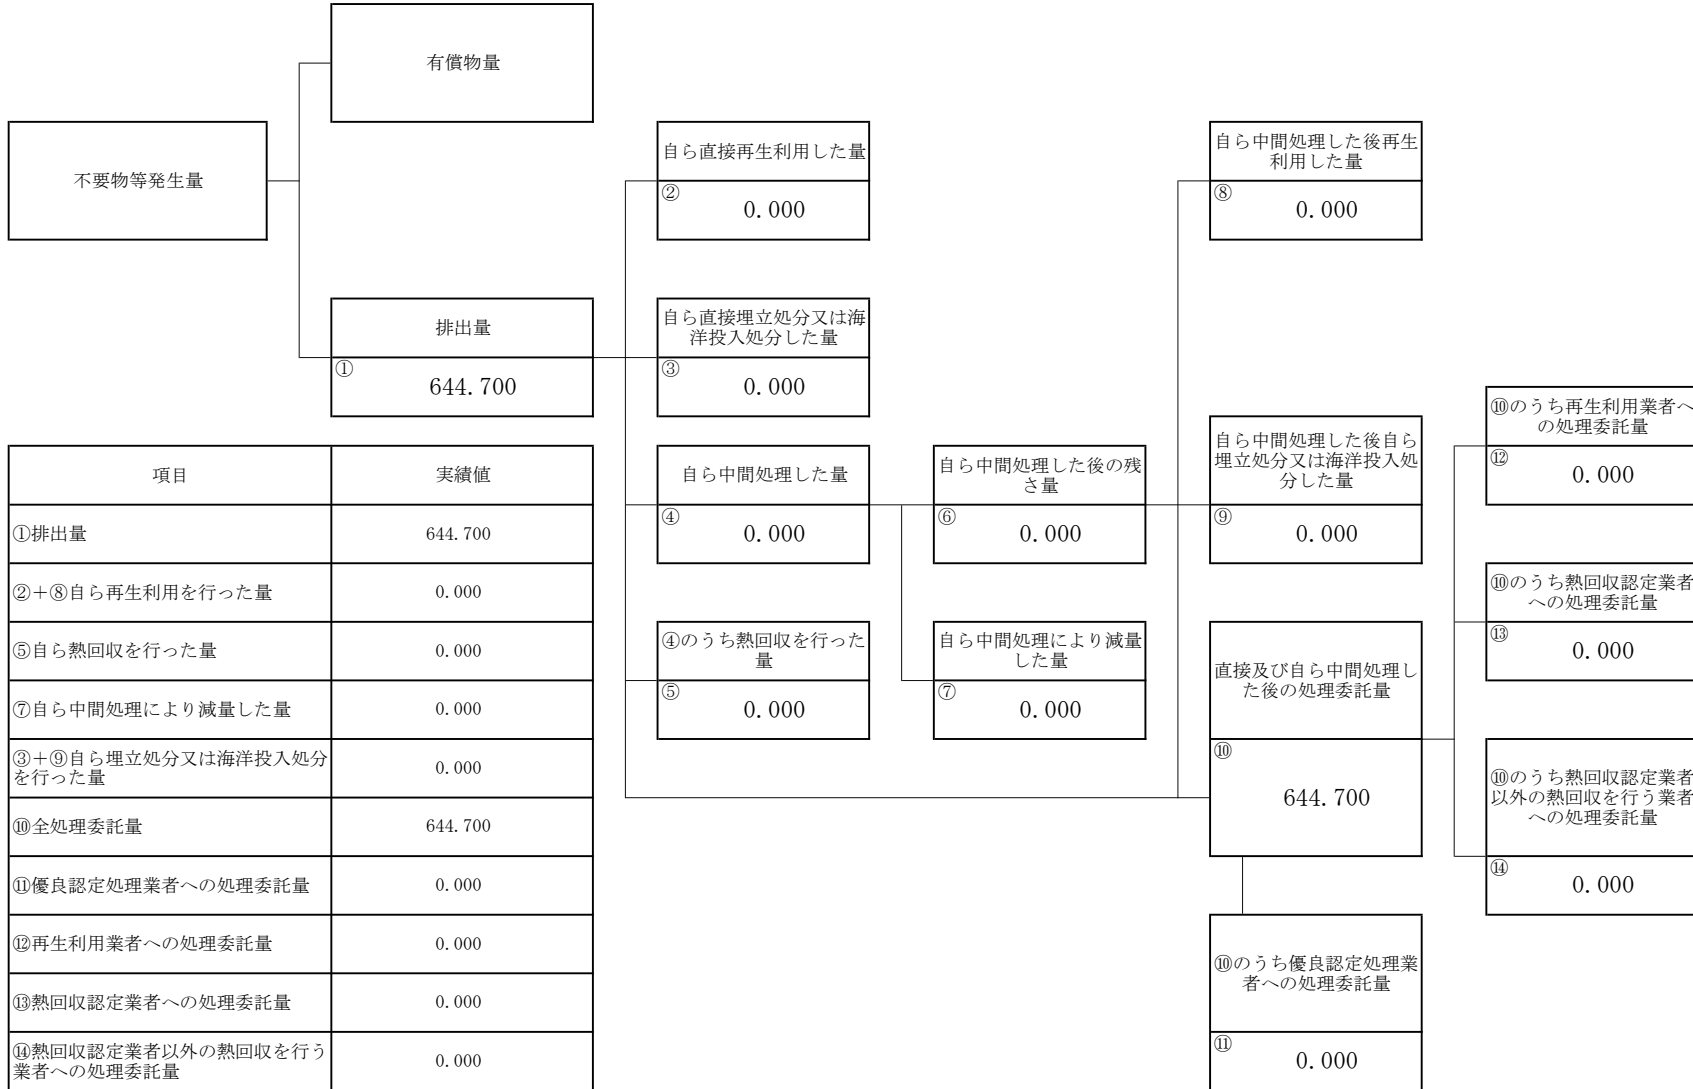 有償物量
不要物等発生量
自ら直接再生利用した量
②
0.000
自ら中間処理した後再生
利用した量
⑧
0.000
排出量
①
644.700
自ら直接埋立処分又は海
洋投入処分した量
③
0.000
自ら中間処理した量
④
0.000
自ら中間処理した後の残
さ量
⑥
0.000
自ら中間処理した後自ら
埋立処分又は海洋投入処
分した量
⑨
0.000
⑩のうち再生利用業者へ
の処理委託量
⑫
0.000
④のうち熱回収を行った
量
⑤
0.000
自ら中間処理により減量
した量
⑦
0.000
直接及び自ら中間処理し
た後の処理委託量
⑩
644.700
⑩のうち熱回収認定業者
への処理委託量
⑬
0.000
⑩のうち熱回収認定業者
以外の熱回収を行う業者
への処理委託量
⑭
0.000
⑩のうち優良認定処理業
者への処理委託量
⑪
0.000
項目 実績値
①排出量 644.700
②+⑧自ら再生利用を行った量 0.000
⑤自ら熱回収を行った量 0.000
⑦自ら中間処理により減量した量 0.000
③+⑨自ら埋立処分又は海洋投入処分
を行った量 0.000
⑩全処理委託量 644.700
⑪優良認定処理業者への処理委託量 0.000
⑫再生利用業者への処理委託量 0.000
⑬熱回収認定業者への処理委託量 0.000
⑭熱回収認定業者以外の熱回収を行う
業者への処理委託量 0.000